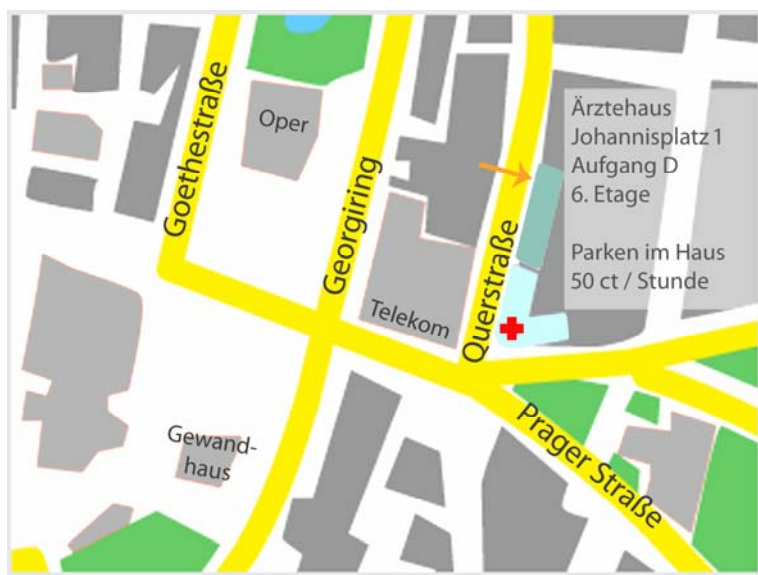 Goethestraße
Oper
Georgiring
Telekom
Querstraße
Ärztehaus
Johannisplatz 1
Aufgang D
6. Etage
Parken im Haus
50 ct / Stunde
Gewand-
haus
Prager Straße